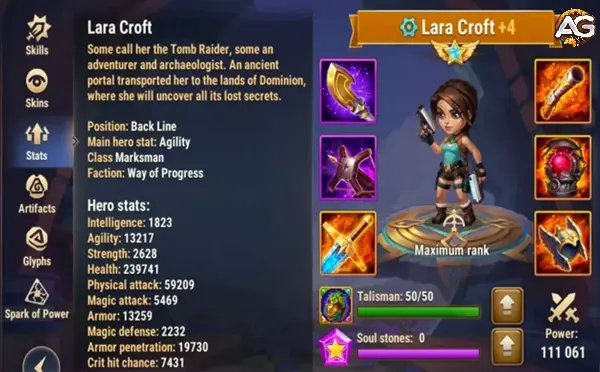 Skills
Skins
Stats
Artifacts
Glyphs
Spark of Power
Lara Croft
Some call her the Tomb Raider, some an
adventurer and archaeologist. An ancient
portal transported her to the lands of Dominion,
where she will uncover all its lost secrets.
Position: Back Line
Main hero stat: Agility
Class Marksman
Faction: Way of Progress
Hero stats:
Intelligence: 1823
Agility: 13217
Strength: 2628
Health: 239741
Physical attack: 59209
Magic attack: 5469
Armor: 13259
Magic defense: 2232
Armor penetration: 19730
Crit hit chance: 7431
Lara Croft +4
AG
Maximum rank
Talisman: 50/50
Soul stones: 0
Power:
111 061